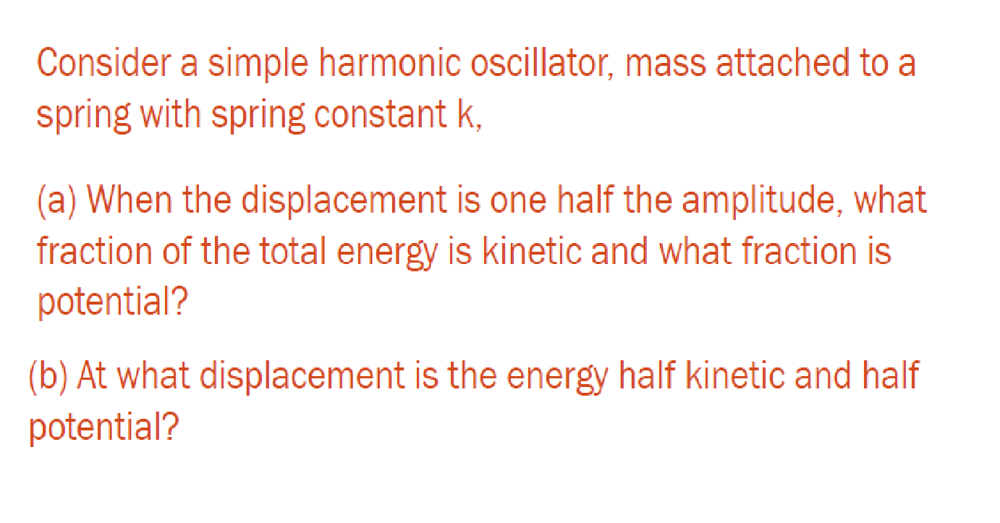 Consider a simple harmonic oscillator, mass attached to a
spring with spring constant k,
(a) When the displacement is one half the amplitude, what
fraction of the total energy is kinetic and what fraction is
potential?
(b) At what displacement is the energy half kinetic and half
potential?